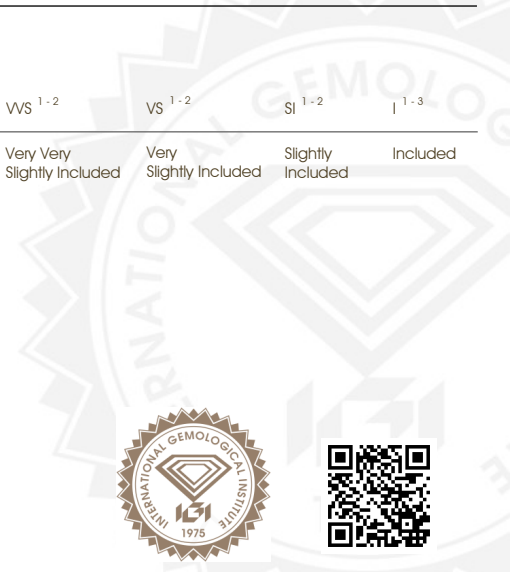 VVS 1 - 2
VS 1 - 2
SI 1 - 2
I 1 - 3
Very Very
Slightly Included
Very
Slightly Included
Slightly
Included
Included
INTERNATIONAL GEMOLOGICAL INSTITUTE
IGI
1975